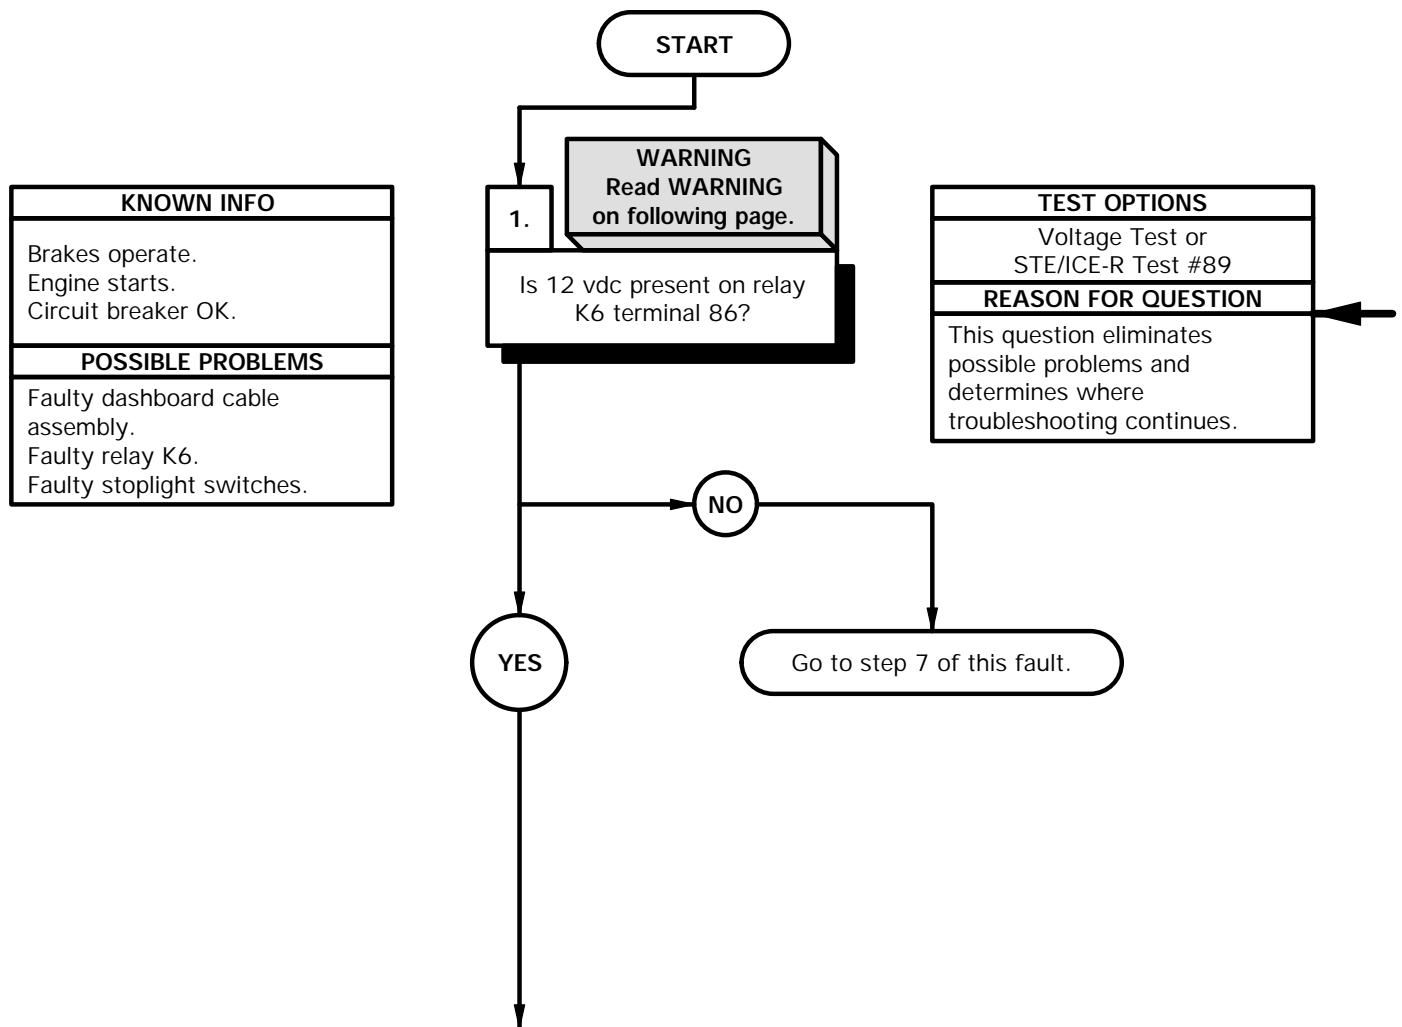 START
KNOWN INFO
Brakes operate.
Engine starts.
Circuit breaker OK.
POSSIBLE PROBLEMS
Faulty dashboard cable
assembly.
Faulty relay K6.
Faulty stoplight switches.
1.
WARNING
Read WARNING
on following page.
Is 12 vdc present on relay
K6 terminal 86?
TEST OPTIONS
Voltage Test or
STE/ICE-R Test #89
REASON FOR QUESTION
This question eliminates
possible problems and
determines where
troubleshooting continues.
NO
YES
Go to step 7 of this fault.